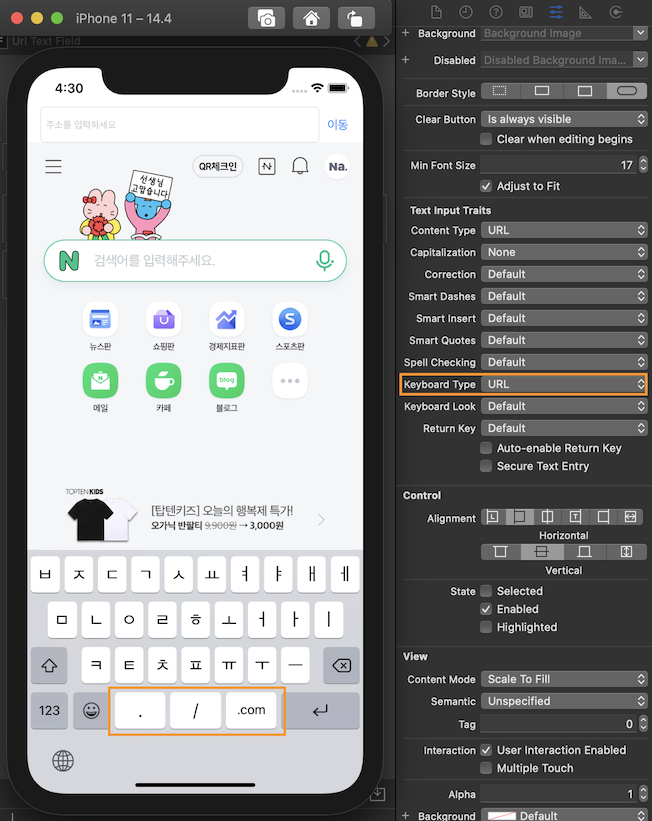 iPhone 11 – 14.4
Url Text Field
4:30
주소를 입력하세요
이동
QR체크인
N
Na.
선생님
고맙습니다
N
검색어를 입력해주세요.
뉴스판
쇼핑판
경제지표판
S
스포츠판
메일
카페
blog
블로그
TOPTENKIDS
[탑텐키즈] 오늘의 행복제 특가!
오가닉 반팔티 9,900원 → 3,000원
ㅂ ㅈ ㄷ ㄱ ㅅ ㅛ ㅕ ㅑ ㅐ ㅔ
ㅁ ㄴ ㅇ ㄹ ㅎ ㅗ ㅓ ㅏ ㅣ
ㅋ ㅌ ㅊ ㅍ ㅠ ㅜ ㅡ
123 . / .com
Background Background Image
Disabled Disabled Background Ima...
Border Style
Clear Button Is always visible
Clear when editing begins
Min Font Size 17
Adjust to Fit
Text Input Traits
Content Type URL
Capitalization None
Correction Default
Smart Dashes Default
Smart Insert Default
Smart Quotes Default
Spell Checking Default
Keyboard Type URL
Keyboard Look Default
Return Key Default
Auto-enable Return Key
Secure Text Entry
Control
Alignment
Horizontal
Vertical
State Selected
Enabled
Highlighted
View
Content Mode Scale To Fill
Semantic Unspecified
Tag 0
Interaction User Interaction Enabled
Multiple Touch
Alpha 1
Background Default